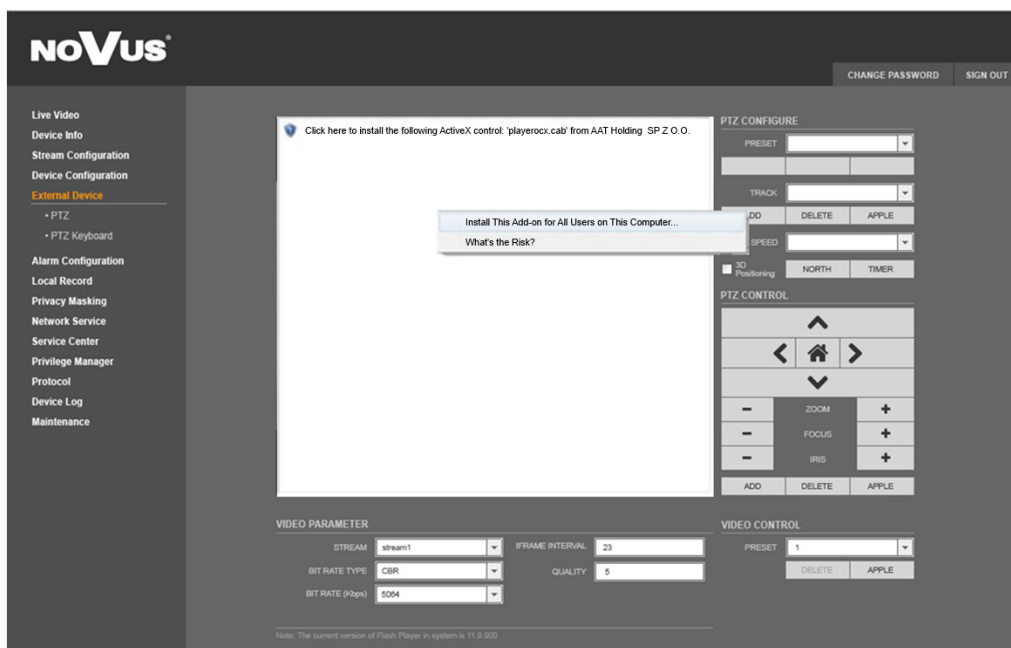 NOVUS
CHANGE PASSWORD SIGN OUT
Live Video
Device Info
Stream Configuration
Device Configuration
External Device
• PTZ
• PTZ Keyboard
Alarm Configuration
Local Record
Privacy Masking
Network Service
Service Center
Privilege Manager
Protocol
Device Log
Maintenance
Click here to install the following ActiveX control: 'playerocx.cab' from AAT Holding SP Z O.O.
Install This Add-on for All Users on This Computer...
What's the Risk?
PTZ CONFIGURE
PRESET
TRACK
DD DELETE APPLE
SPEED
3D
Positioning
NORTH TIMER
PTZ CONTROL
- ZOOM +
- FOCUS +
- IRIS +
ADD DELETE APPLE
VIDEO PARAMETER
STREAM stream1 IFRAME INTERVAL 23
BIT RATE TYPE CBR QUALITY 5
BIT RATE (Kbps) 5064
VIDEO CONTROL
PRESET 1
DELETE APPLE
Note: The current version of Flash Player in system is 11.9.900